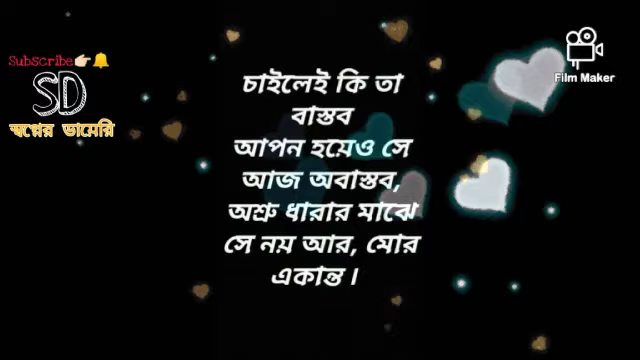 Subscribe👉🏻🔔
SD
স্বপ্নের ডায়েরি
Film Maker
চাইলেই কি তা
বাস্তব
আপন হয়েও সে
আজ অবাস্তব,
অশ্রু ধারার মাঝে
সে নয় আর, মোর
একান্ত।